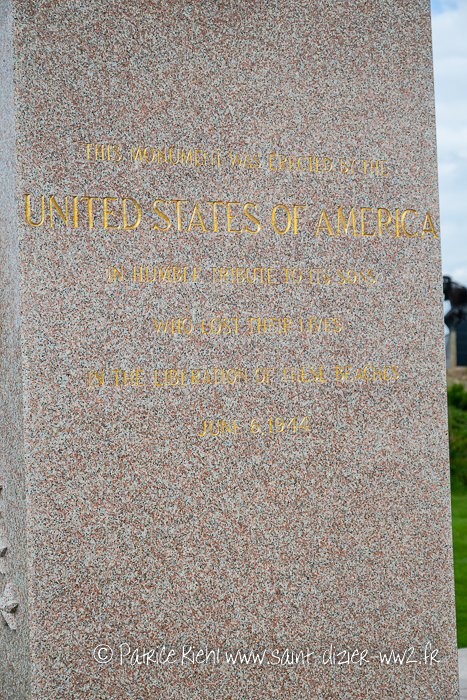 THIS MONUMENT WAS ERECTED BY THE
UNITED STATES OF AMERICA
IN HUMBLE TRIBUTE TO ITS SONS
WHO LOST THEIR LIVES
IN THE LIBERATION OF THESE BEACHES
JUNE 6, 1944
© Patrice Kiehl www.saint-dizier-ww2.fr